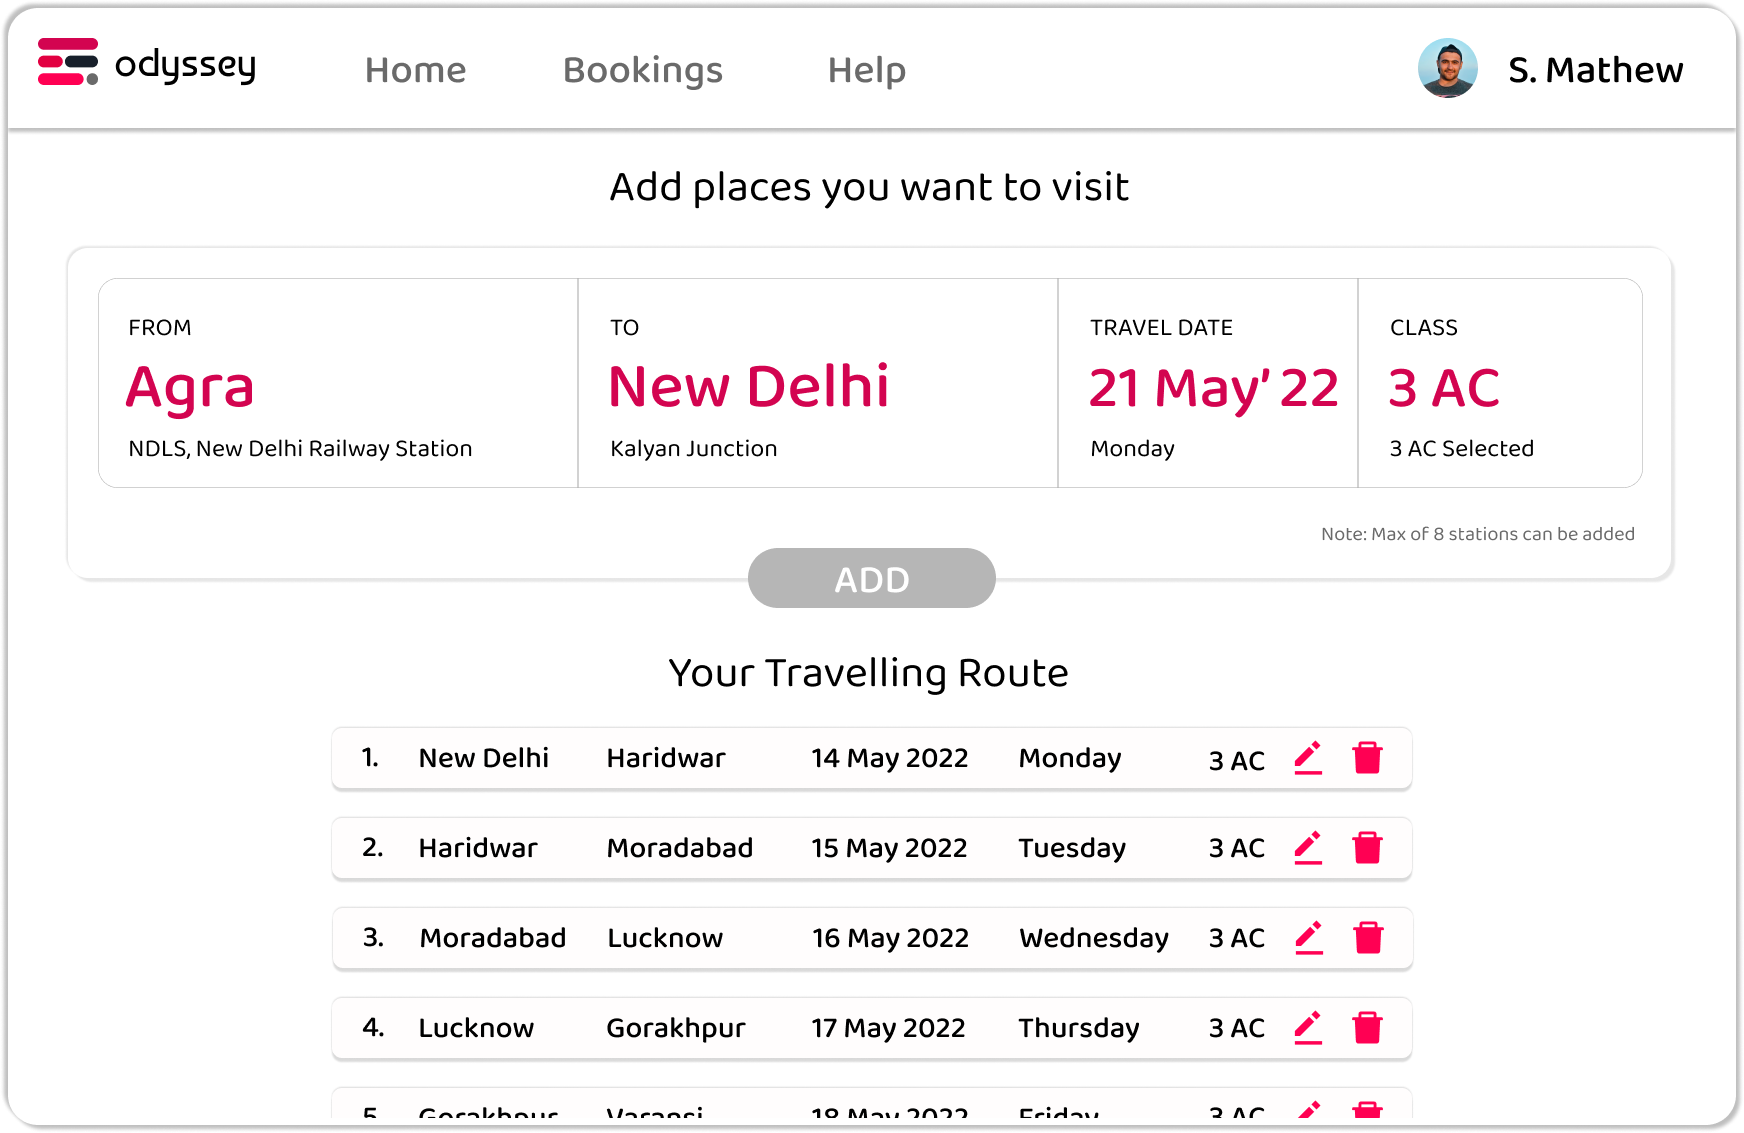 odyssey Home Bookings Help S. Mathew
Add places you want to visit
FROM TO TRAVEL DATE CLASS
Agra New Delhi 21 May’ 22 3 AC
NDLS, New Delhi Railway Station Kalyan Junction Monday 3 AC Selected
Note: Max of 8 stations can be added
ADD
Your Travelling Route
1. New Delhi Haridwar 14 May 2022 Monday 3 AC
2. Haridwar Moradabad 15 May 2022 Tuesday 3 AC
3. Moradabad Lucknow 16 May 2022 Wednesday 3 AC
4. Lucknow Gorakhpur 17 May 2022 Thursday 3 AC
5. Gorakhpur Varansi 18 May 2022 Friday 3 AC